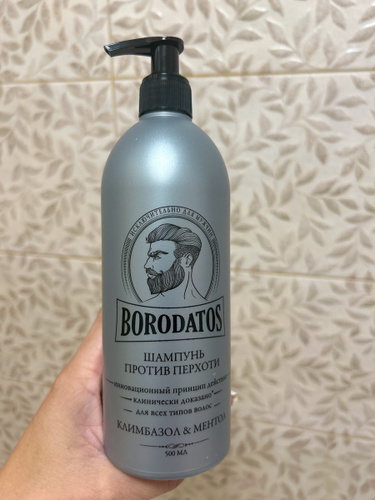 ИСКЛЮЧИТЕЛЬНО ДЛЯ МУЖЧИН
BORODATOS
ШАМПУНЬ
ПРОТИВ ПЕРХОТИ
инновационный принцип действия
клинически доказано*
для всех типов волос
КЛИМБАЗОЛ & МЕНТОЛ
500 МЛ